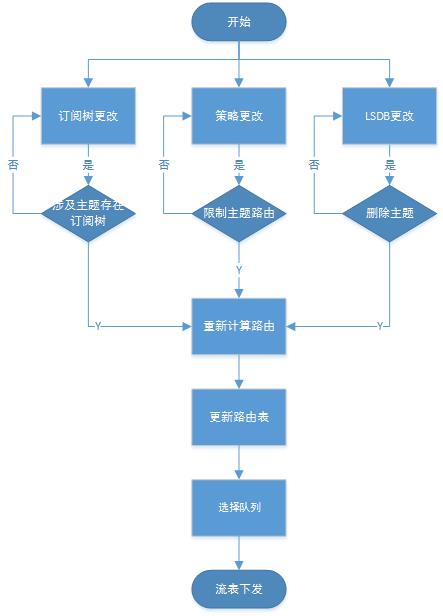 开始
订阅树更改
策略更改
LSDB更改
否
是
否
是
否
是
涉及主题存在
订阅树
限制主题路由
删除主题
Y
Y
Y
重新计算路由
更新路由表
选择队列
流表下发